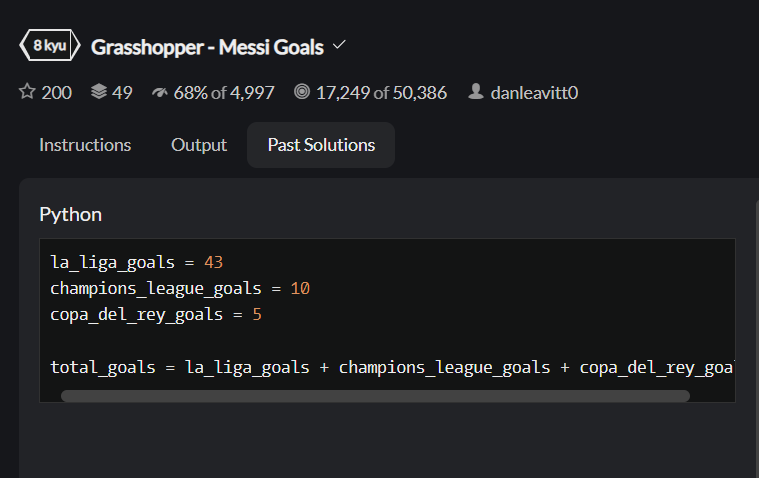 8 kyu Grasshopper - Messi Goals
200 49 68% of 4,997 17,249 of 50,386 danleavitt0
Instructions Output Past Solutions
Python
la_liga_goals = 43
champions_league_goals = 10
copa_del_rey_goals = 5
total_goals = la_liga_goals + champions_league_goals + copa_del_rey_goa